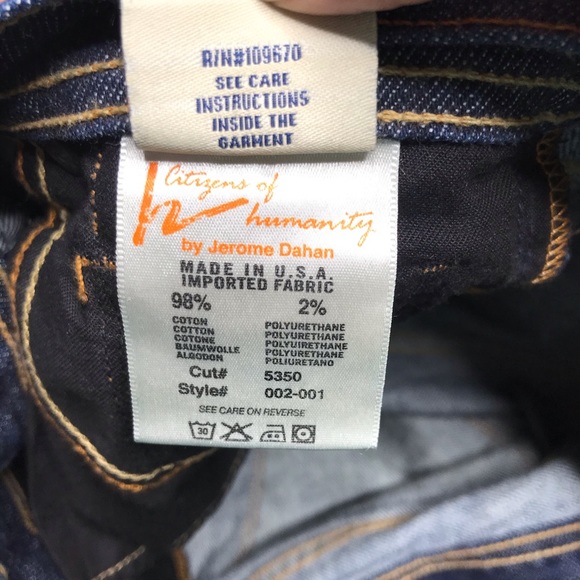 R/N#109670
SEE CARE
INSTRUCTIONS
INSIDE THE
GARMENT
Citizens of
humanity
by Jerome Dahan
MADE IN U.S.A.
IMPORTED FABRIC
98% 2%
COTON POLYURETHANE
COTTON POLYURETHANE
COTONE POLYURETHANE
BAUMWOLLE POLYURETHANE
ALGODON POLIURETANO
Cut# 5350
Style# 002-001
SEE CARE ON REVERSE
30